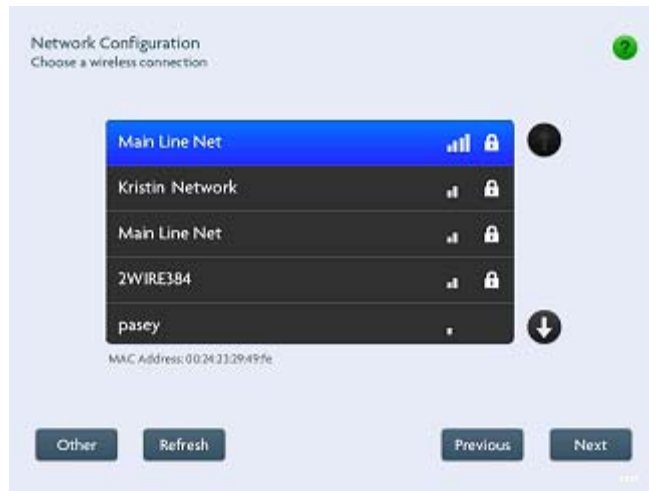 Network Configuration
Choose a wireless connection
?
Main Line Net
Kristin Network
Main Line Net
2WIRE384
pasey
MAC Address: 00:24:23:29:49:fe
Other Refresh Previous Next